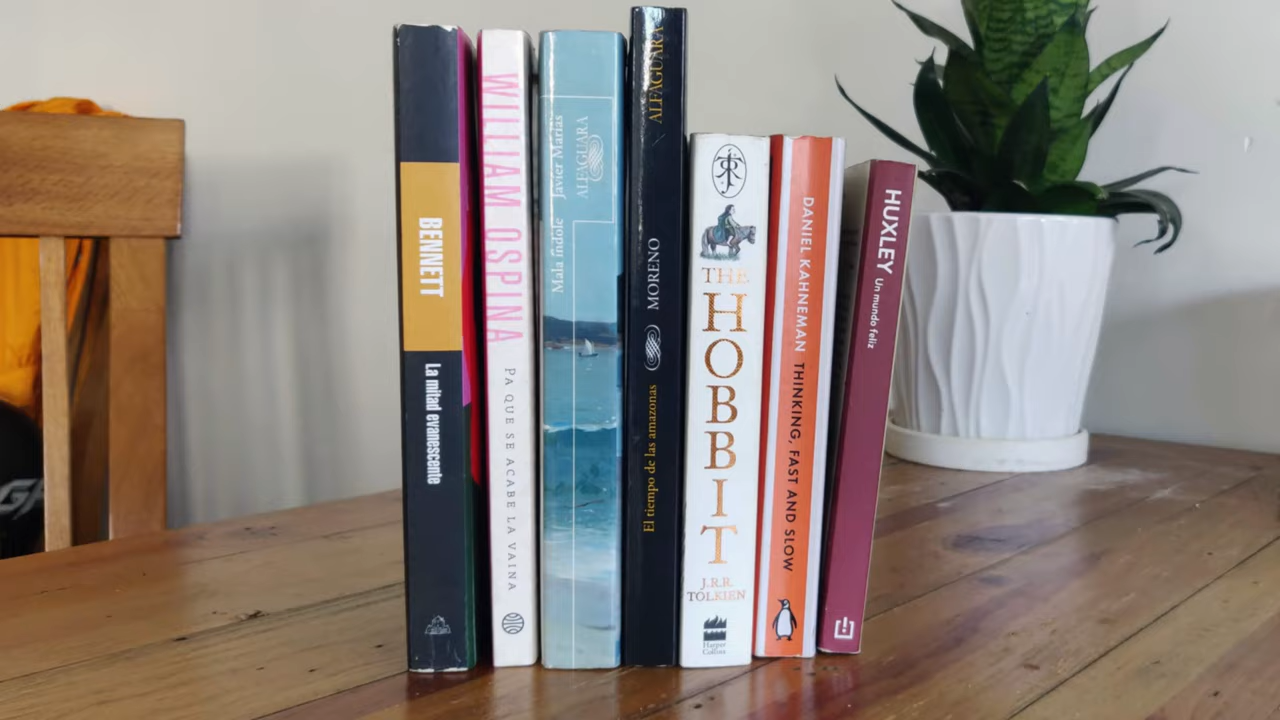 BENNETT
La mitad evanescente
WILLIAM OSPINA
PA QUE SE ACABE LA VAINA
Mala índole Javier Marías
ALFAGUARA
El tiempo de las amazonas
MORENO
ALFAGUARA
THE
HOBBIT
J.R.R.
TOLKIEN
Harper
Collins
DANIEL KAHNEMAN THINKING, FAST AND SLOW
HUXLEY Un mundo feliz